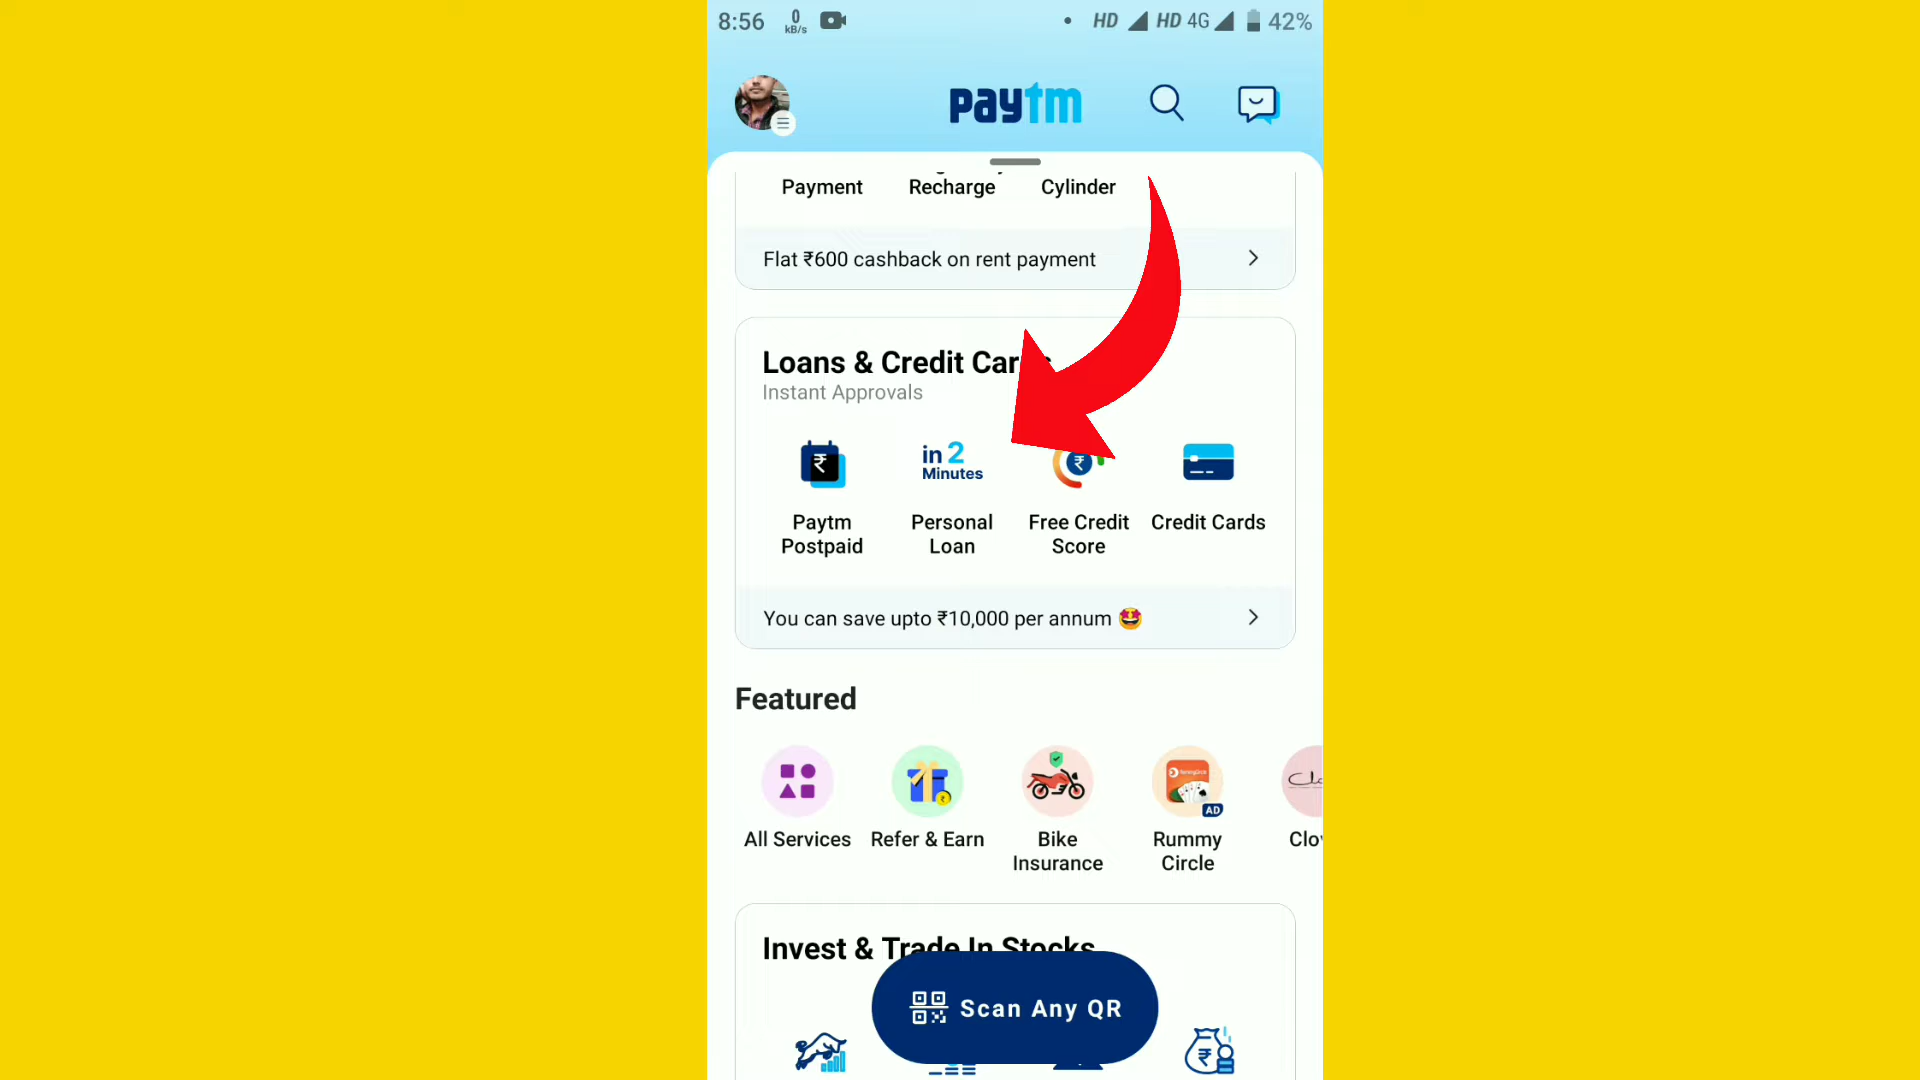 8:56 0 kB/s HD HD 4G 42%
paytm
Payment Recharge Cylinder
Flat ₹600 cashback on rent payment
Loans & Credit Cards
Instant Approvals
in 2
Minutes
Paytm Personal Free Credit Credit Cards
Postpaid Loan Score
You can save upto ₹10,000 per annum 🤩
Featured
AD
All Services Refer & Earn Bike Rummy Clo
Insurance Circle
Invest & Trade In Stocks
Scan Any QR